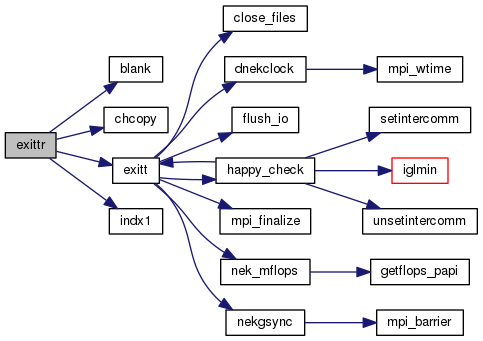 exittr
blank
chcopy
exitt
indx1
close_files
dnekclock
flush_io
happy_check
mpi_finalize
nek_mflops
nekgsync
mpi_wtime
setintercomm
iglmin
unsetintercomm
getflops_papi
mpi_barrier